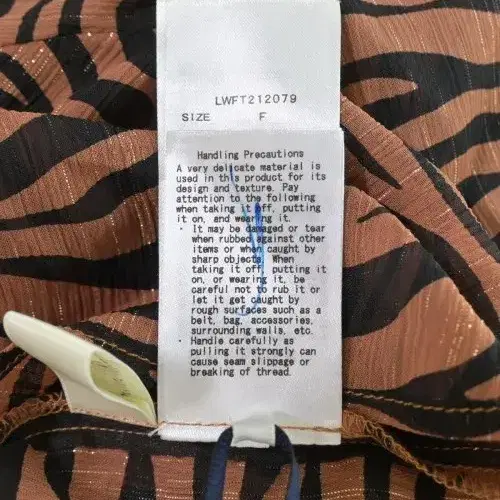 LWFT212079
SIZE F
Handling Precautions
A very delicate material is
used in this product for its
design and texture. Pay
attention to the following
when taking it off, putting
it on, and wearing it.
· It may be damaged or tear
when rubbed against other
items or when caught by
sharp objects. When
taking it off, putting it
on, or wearing it, be
careful not to rub it or
let it get caught by
rough surfaces such as a
belt, bag, accessories,
surrounding walls, etc.
· Handle carefully as
pulling it strongly can
cause seam slippage or
breaking of thread.